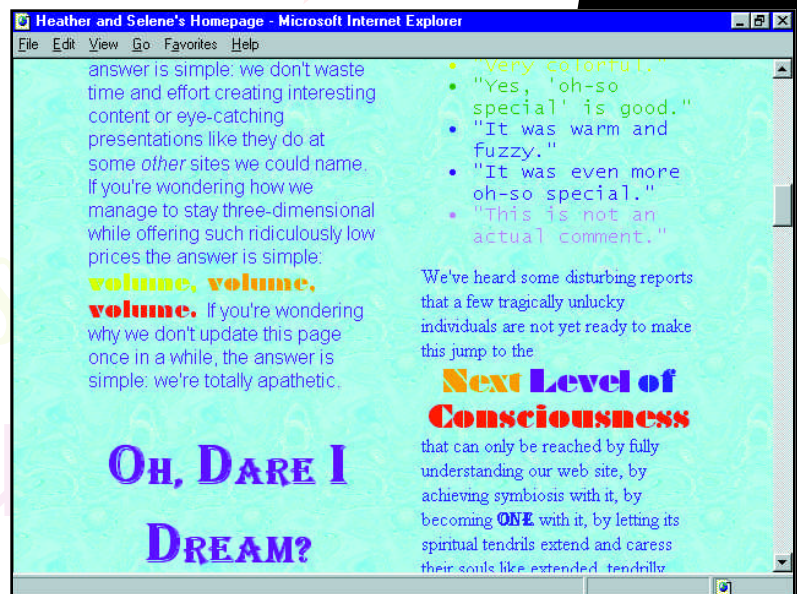 Heather and Selene's Homepage - Microsoft Internet Explorer
File Edit View Go Favorites Help
answer is simple: we don't waste
time and effort creating interesting
content or eye-catching
presentations like they do at
some other sites we could name.
If you're wondering how we
manage to stay three-dimensional
while offering such ridiculously low
prices the answer is simple:
volume, volume,
volume. If you're wondering
why we don't update this page
once in a while, the answer is
simple: we're totally apathetic.
OH, DARE I
DREAM?
• "Very colorful."
• "Yes, 'oh-so
special' is good."
• "It was warm and
fuzzy."
• "It was even more
oh-so special."
• "This is not an
actual comment."
We've heard some disturbing reports
that a few tragically unlucky
individuals are not yet ready to make
this jump to the
Next Level of
Consciousness
that can only be reached by fully
understanding our web site, by
achieving symbiosis with it, by
becoming ONE with it, by letting its
spiritual tendrils extend and caress
their souls like extended, tendrilly